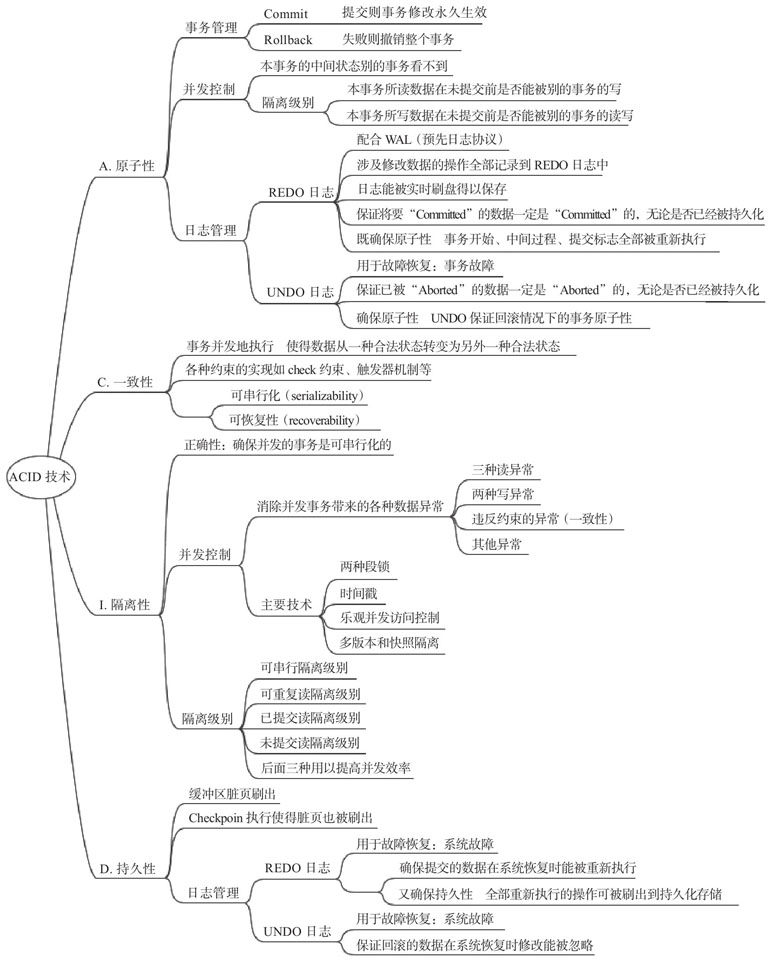 ACID 技术
A. 原子性
事务管理
Commit 提交则事务修改永久生效
Rollback 失败则撤销整个事务
并发控制
本事务的中间状态别的事务看不到
隔离级别
本事务所读数据在未提交前是否能被别的事务的写
本事务所写数据在未提交前是否能被别的事务的读写
日志管理
REDO 日志
配合 WAL（预先日志协议）
涉及修改数据的操作全部记录到 REDO 日志中
日志能被实时刷盘得以保存
保证将要“Committed”的数据一定是“Committed”的，无论是否已经被持久化
既确保原子性 事务开始、中间过程、提交标志全部被重新执行
UNDO 日志
用于故障恢复：事务故障
保证已被“Aborted”的数据一定是“Aborted”的，无论是否已经被持久化
确保原子性 UNDO 保证回滚情况下的事务原子性
C. 一致性
事务并发地执行 使得数据从一种合法状态转变为另外一种合法状态
各种约束的实现如 check 约束、触发器机制等
可串行化（serializability）
可恢复性（recoverability）
I. 隔离性
正确性：确保并发的事务是可串行化的
并发控制
消除并发事务带来的各种数据异常
三种读异常
两种写异常
违反约束的异常（一致性）
其他异常
主要技术
两种段锁
时间戳
乐观并发访问控制
多版本和快照隔离
隔离级别
可串行隔离级别
可重复读隔离级别
已提交读隔离级别
未提交读隔离级别
后面三种用以提高并发效率
D. 持久性
缓冲区脏页刷出
Checkpoin 执行使得脏页也被刷出
日志管理
REDO 日志
用于故障恢复：系统故障
确保提交的数据在系统恢复时能被重新执行
又确保持久性 全部重新执行的操作可被刷出到持久化存储
UNDO 日志
用于故障恢复：系统故障
保证回滚的数据在系统恢复时修改能被忽略